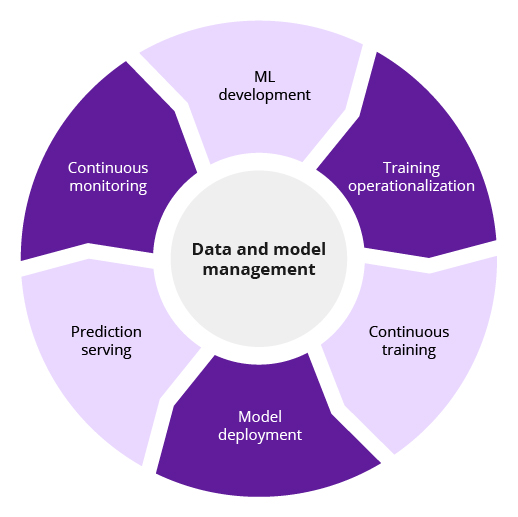 ML
development
Training
operationalization
Continuous
training
Model
deployment
Prediction
serving
Continuous
monitoring
Data and model
management